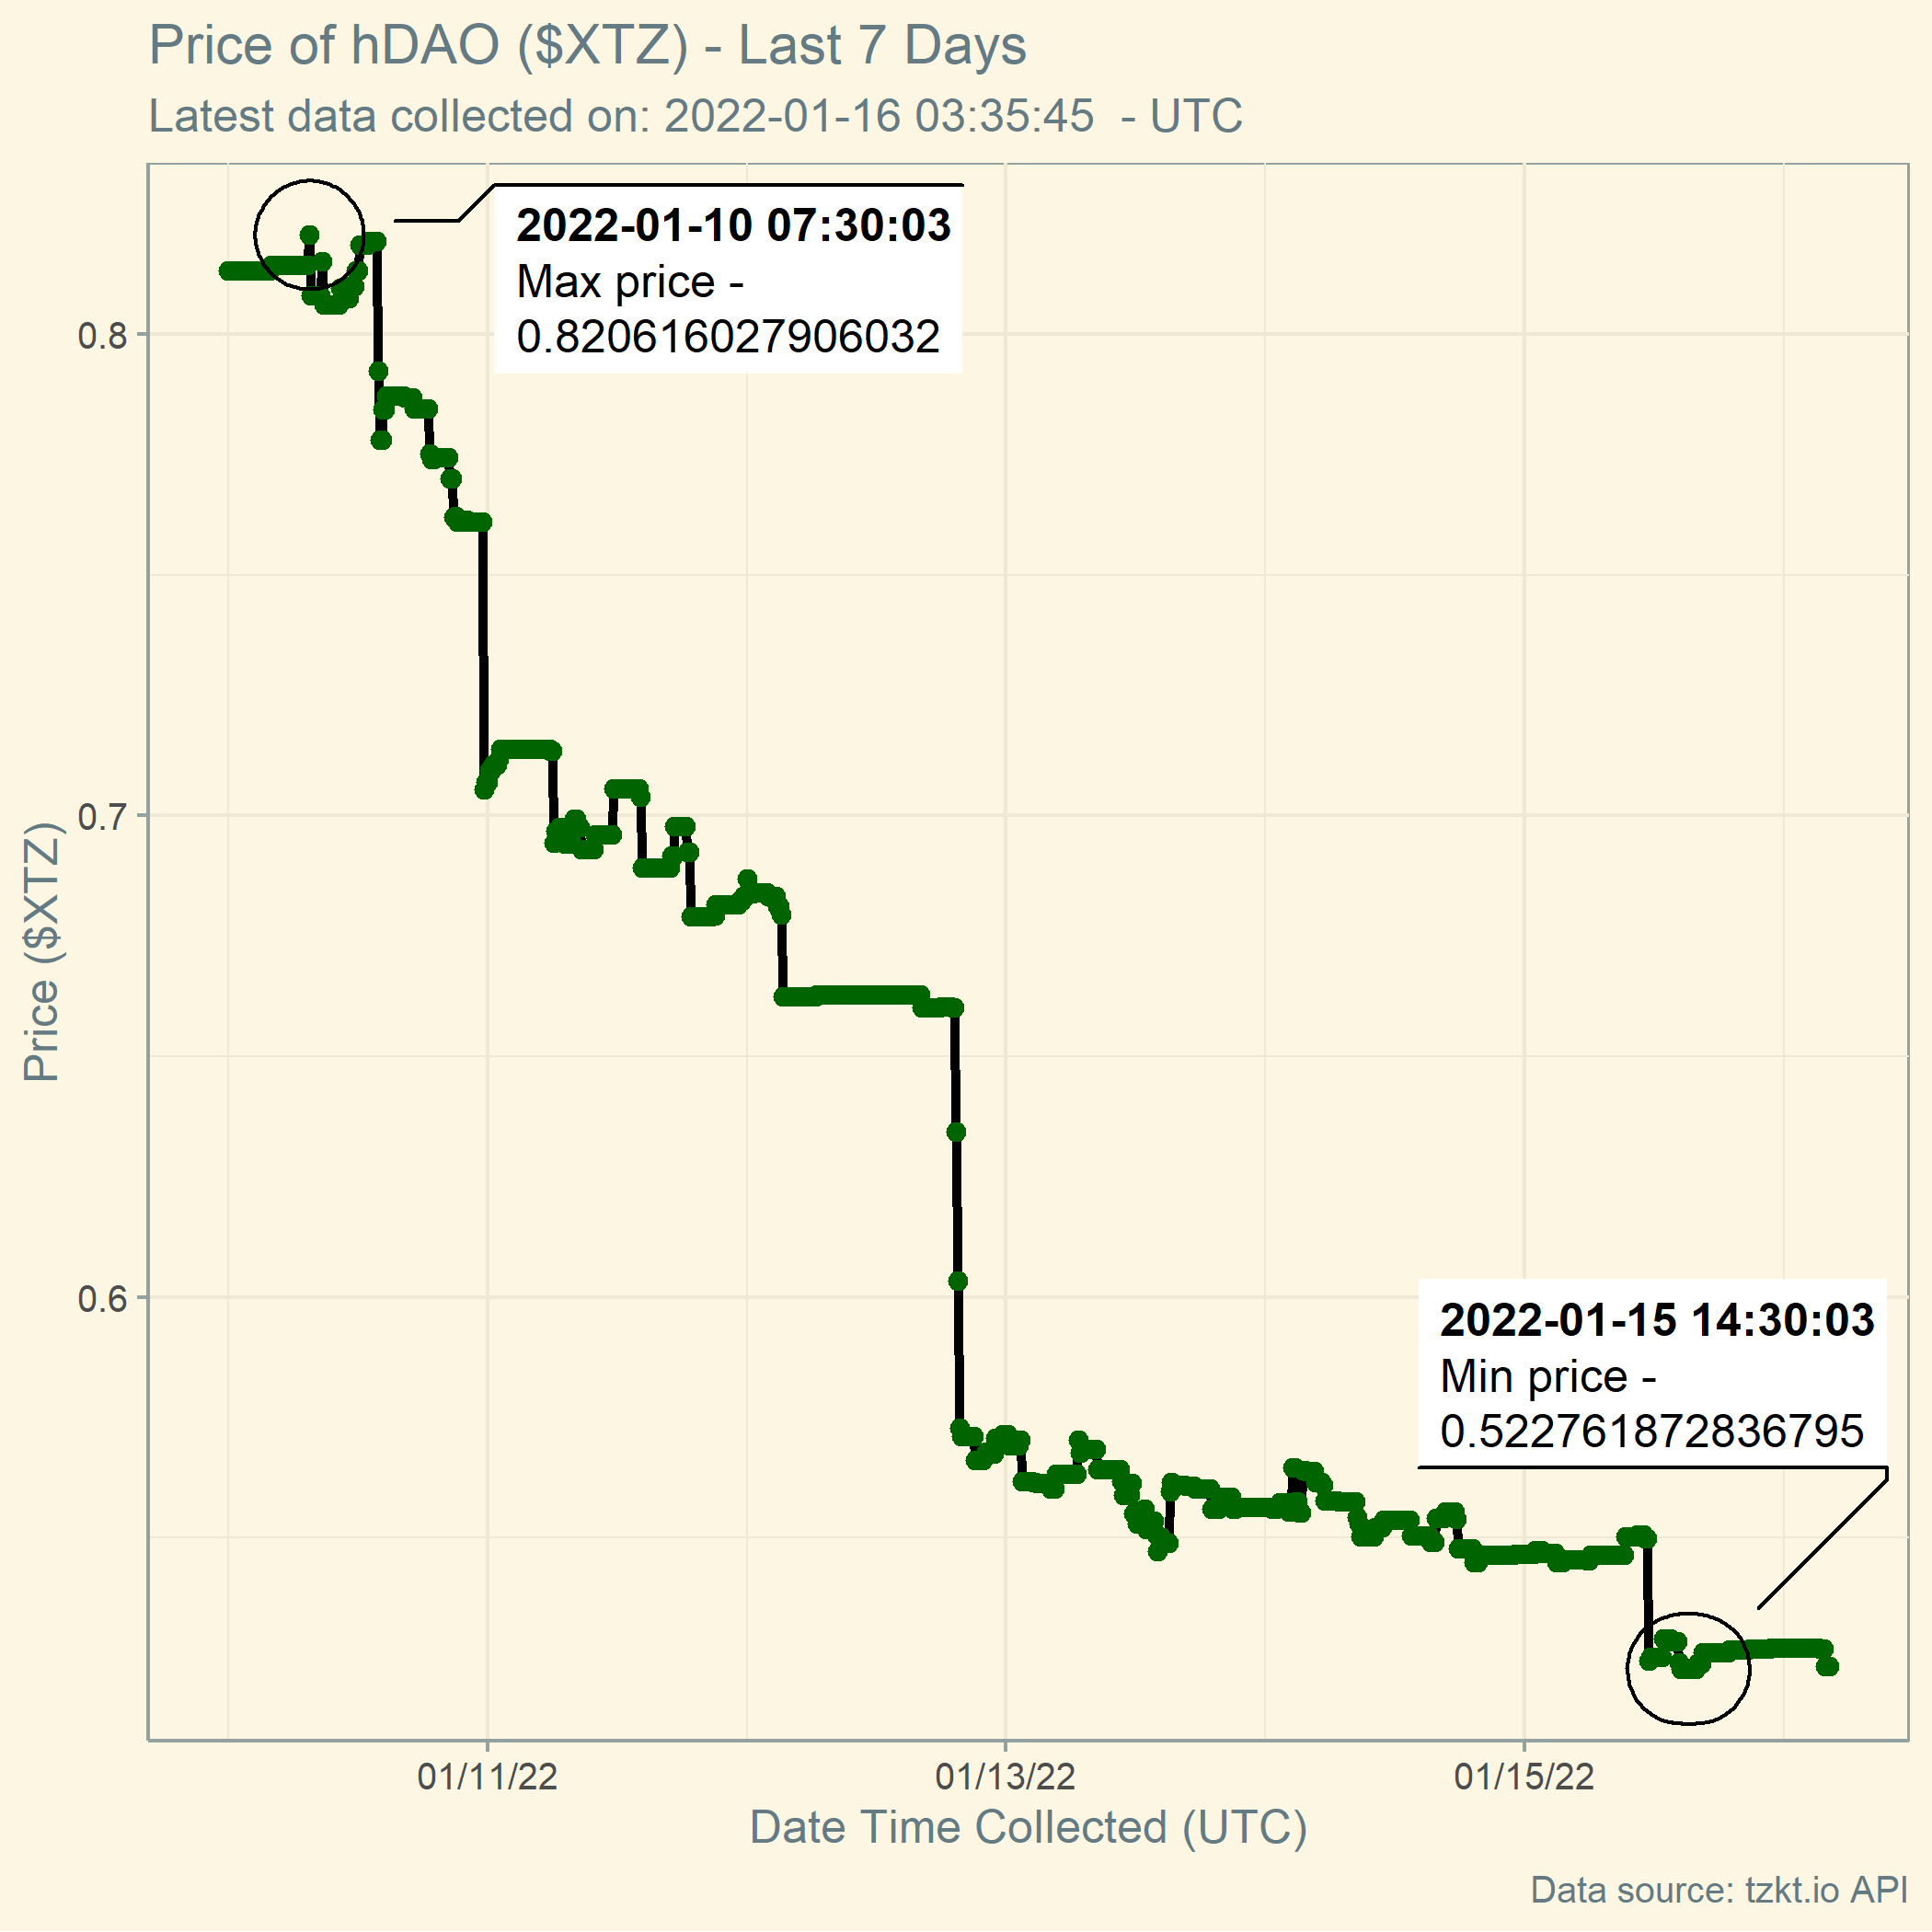 Price of hDAO ($XTZ) - Last 7 Days
Latest data collected on: 2022-01-16 03:35:45  - UTC
2022-01-10 07:30:03
Max price -
0.820616027906032
0.8
0.7
0.6
Price ($XTZ)
2022-01-15 14:30:03
Min price -
0.522761872836795
01/11/22
01/13/22
01/15/22
Date Time Collected (UTC)
Data source: tzkt.io API